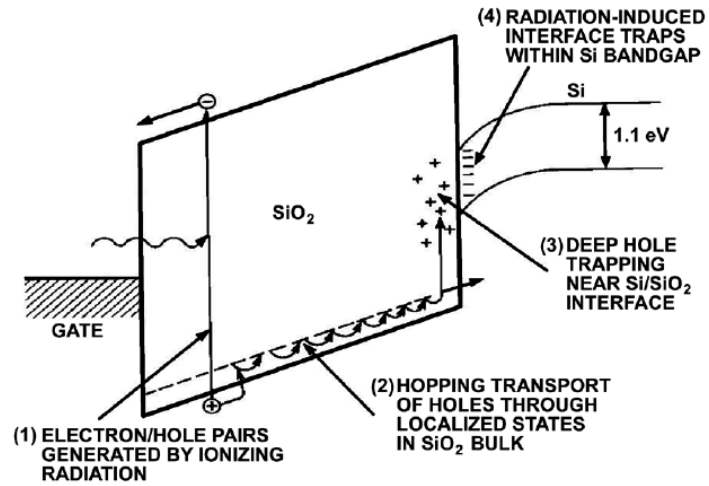 (4) RADIATION-INDUCED
INTERFACE TRAPS
WITHIN Si BANDGAP
Si
1.1 eV
SiO₂
(3) DEEP HOLE
TRAPPING
NEAR Si/SiO₂
INTERFACE
GATE
(2) HOPPING TRANSPORT
OF HOLES THROUGH
LOCALIZED STATES
IN SiO₂ BULK
(1) ELECTRON/HOLE PAIRS
GENERATED BY IONIZING
RADIATION